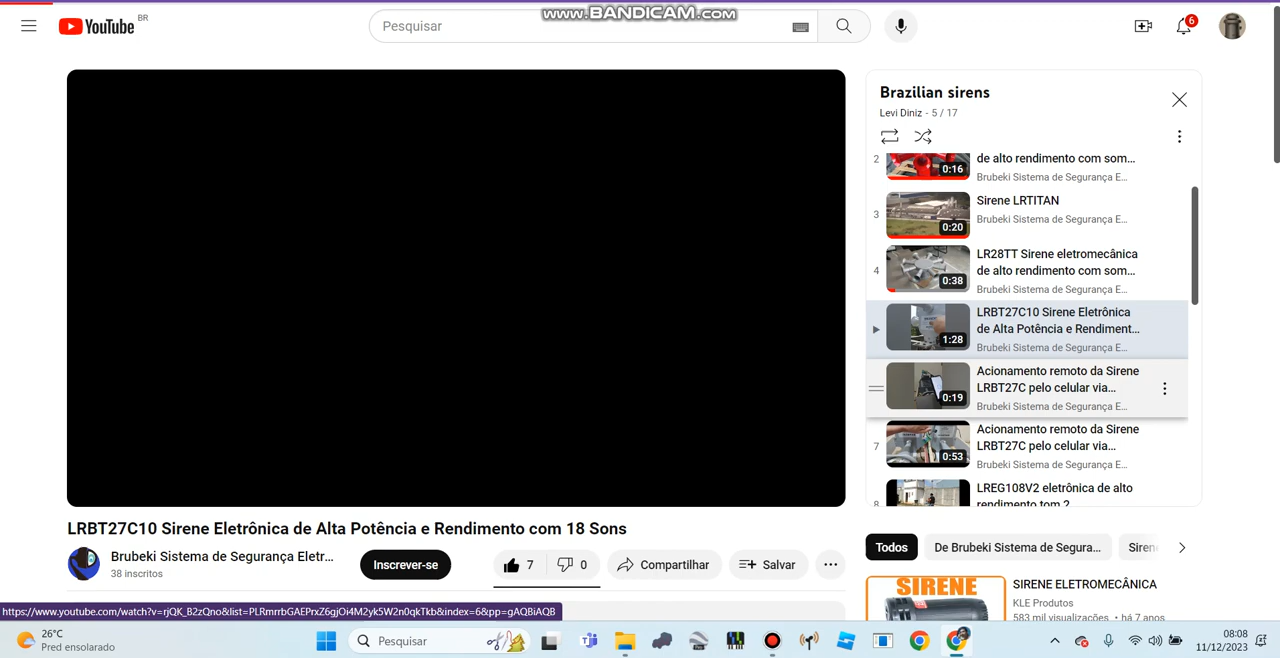 www.BANDICAM.com
YouTube BR
Pesquisar
6
Brazilian sirens
Levi Diniz - 5 / 17
2
0:16
de alto rendimento com som...
Brubeki Sistema de Segurança E...
3
0:20
Sirene LRTITAN
Brubeki Sistema de Segurança E...
4
0:38
LR28TT Sirene eletromecânica
de alto rendimento com som...
Brubeki Sistema de Segurança E...
1:28
LRBT27C10 Sirene Eletrônica
de Alta Potência e Rendiment...
Brubeki Sistema de Segurança E...
0:19
Acionamento remoto da Sirene
LRBT27C pelo celular via...
Brubeki Sistema de Segurança E...
7
0:53
Acionamento remoto da Sirene
LRBT27C pelo celular via...
Brubeki Sistema de Segurança E...
8
LREG108V2 eletrônica de alto
rendimento tom 2
LRBT27C10 Sirene Eletrônica de Alta Potência e Rendimento com 18 Sons
Brubeki Sistema de Segurança Eletr...
38 inscritos
Inscrever-se
7
0
Compartilhar
Salvar
Todos
De Brubeki Sistema de Segura...
Siren
SIRENE
SIRENE ELETROMECÂNICA
KLE Produtos
583 mil visualizações • há 7 anos
https://www.youtube.com/watch?v=rjQK_B2zQno&list=PLRmrrbGAEPrxZ6gjOi4M2yk5W2n0qkTkb&index=6&pp=gAQBiAQB
26°C
Pred ensolarado
Pesquisar
08:08
11/12/2023